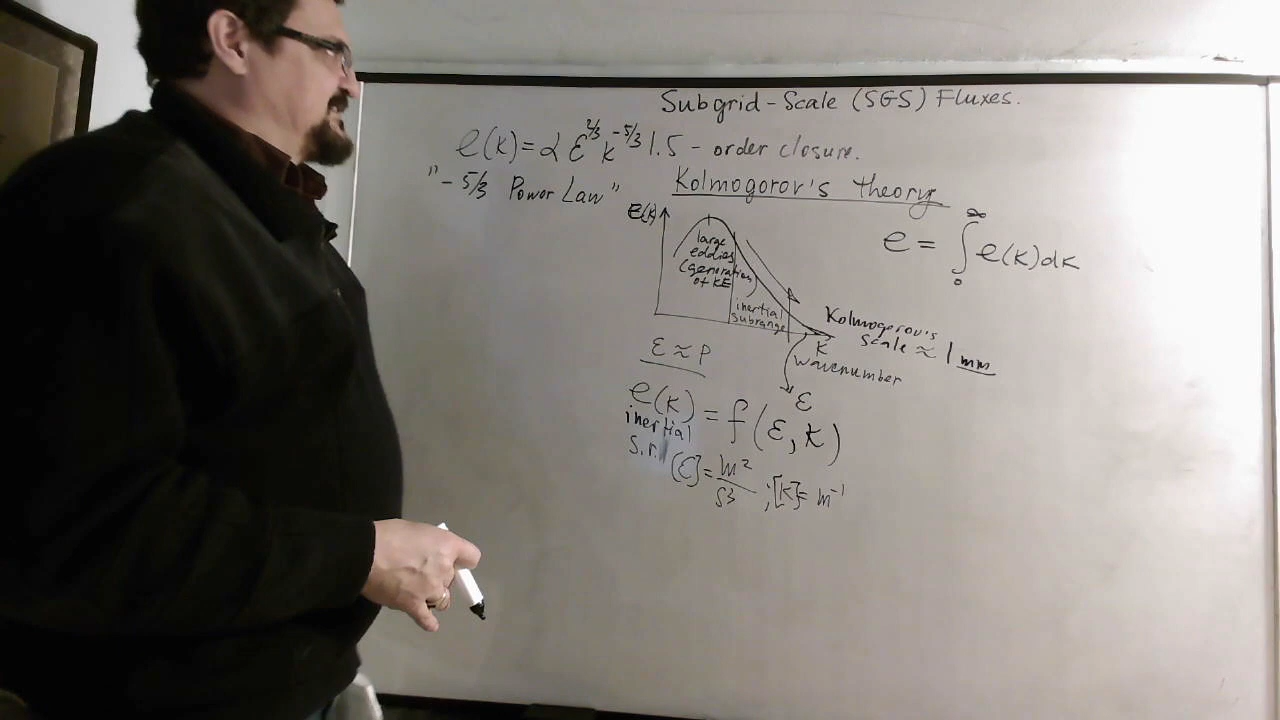 Subgrid-Scale (SGS) Fluxes.
e(k) = α ε^2/3 k^-5/3
1.5 - order closure.
"-5/3 Power Law"
Kolmogorov's theory
e(k)
large
eddies
(generation
of KE)
inertial
subrange
k
wavenumber
Kolmogorov's
scale ≈ 1 mm
ε
e = ∫_0^∞ e(k)dk
ε ≈ P
e(k) = f(ε, k)
inertial
s.r.
[ε] = m²/s³ ; [k] = m⁻¹